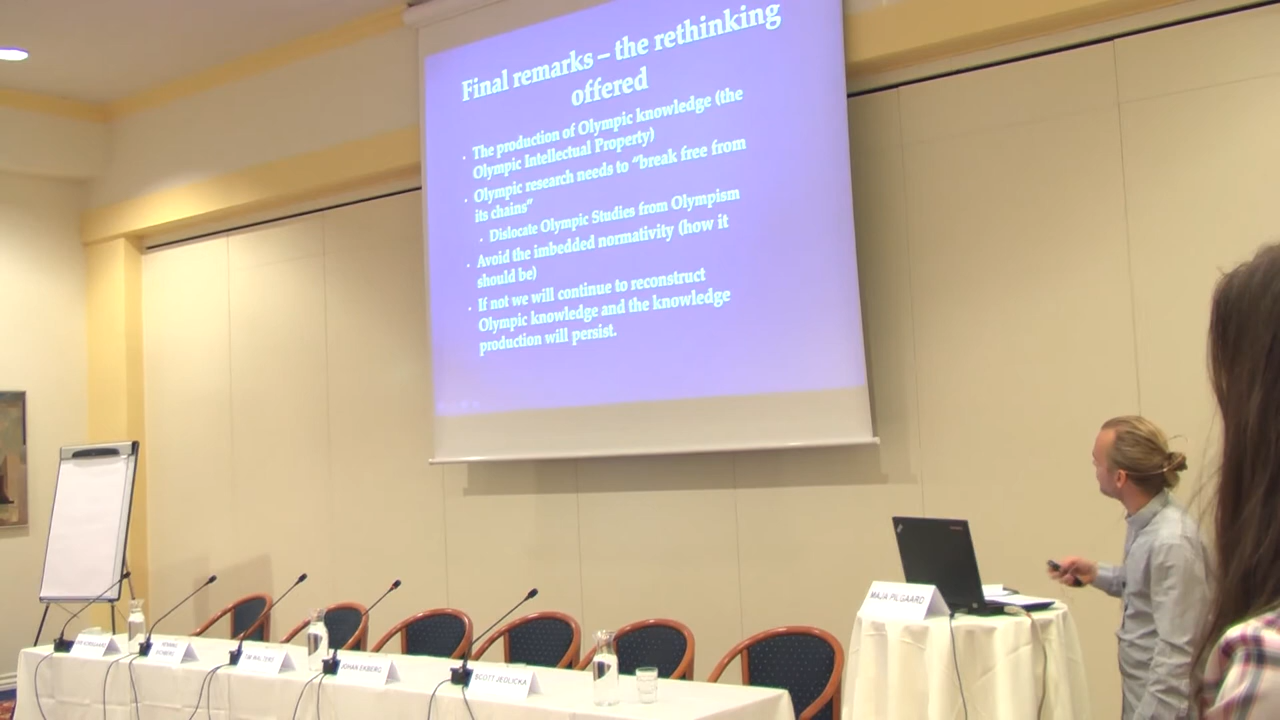 Final remarks – the rethinking
offered
• The production of Olympic knowledge (the
Olympic Intellectual Property)
• Olympic research needs to “break free from
its chains”
• Dislocate Olympic Studies from Olympism
• Avoid the imbedded normativity (how it
should be)
• If not we will continue to reconstruct
Olympic knowledge and the knowledge
production will persist.
MAJA PILGAARD
JOHAN EKBERG
SCOTT JEDLICKA